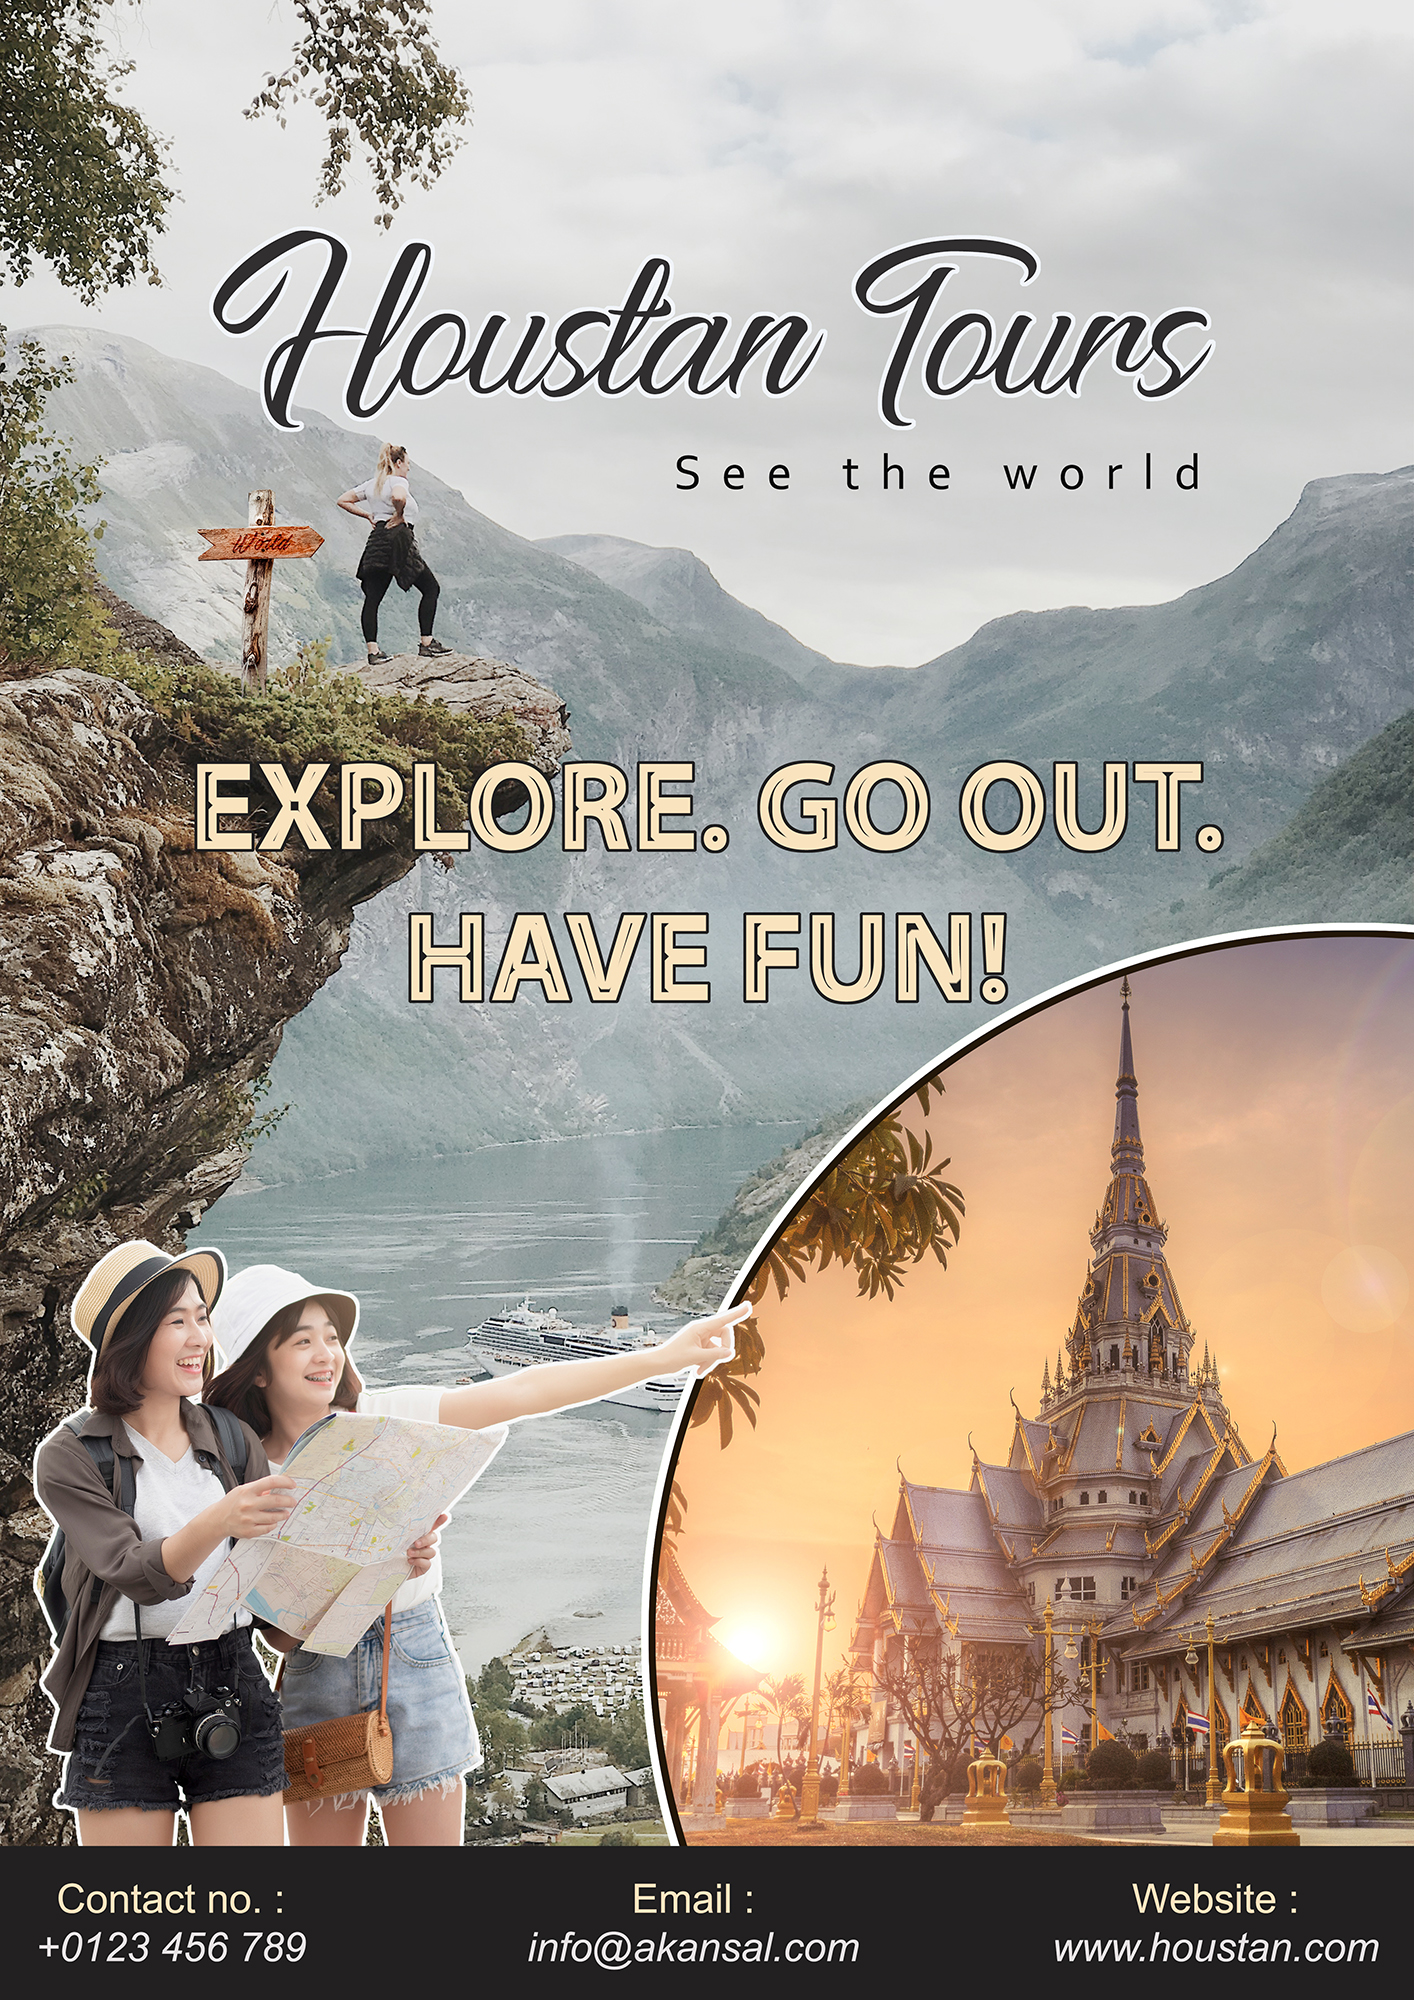 Houstan Tours
See the world
World
EXPLORE. GO OUT.
HAVE FUN!
Contact no. :
+0123 456 789
Email :
info@akansal.com
Website :
www.houstan.com